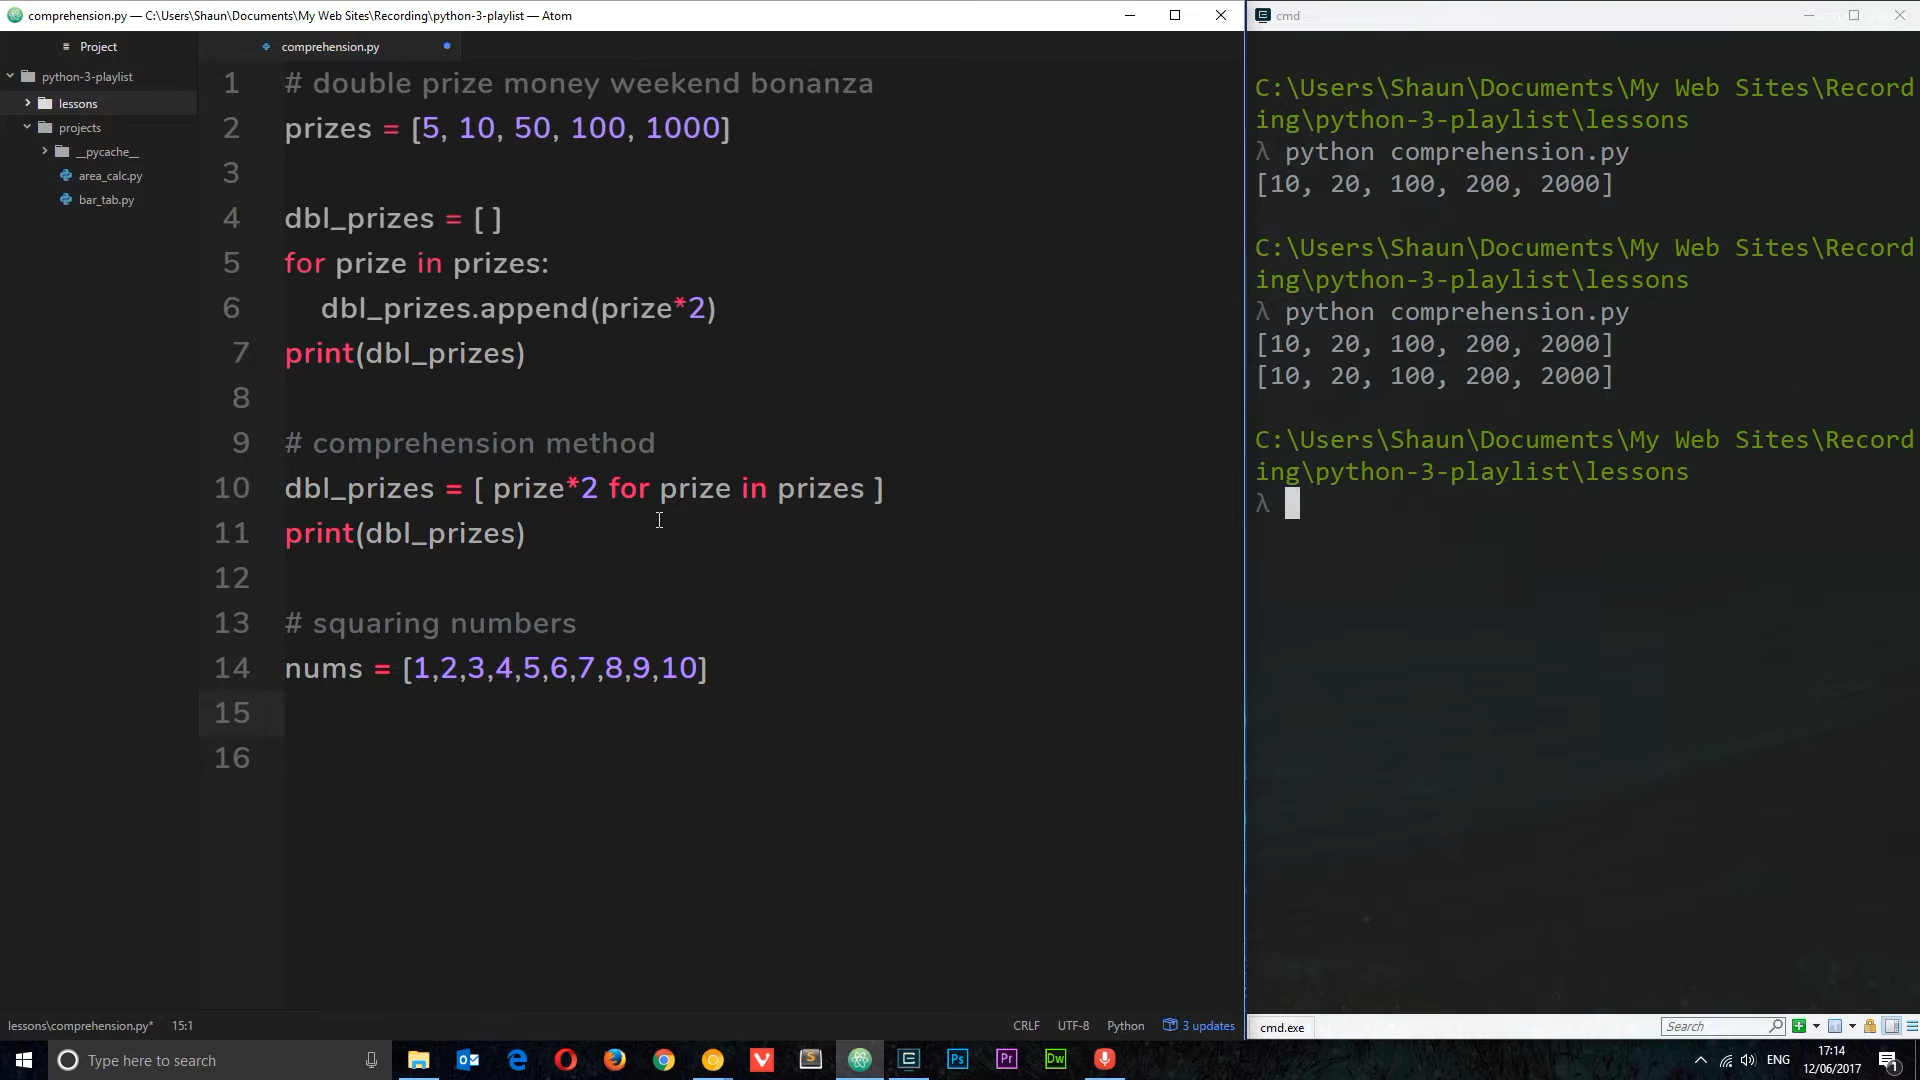 comprehension.py — C:\Users\Shaun\Documents\My Web Sites\Recording\python-3-playlist — Atom
Project
python-3-playlist
lessons
projects
__pycache__
area_calc.py
bar_tab.py
comprehension.py
1 # double prize money weekend bonanza
2 prizes = [5, 10, 50, 100, 1000]
3
4 dbl_prizes = [ ]
5 for prize in prizes:
6 dbl_prizes.append(prize*2)
7 print(dbl_prizes)
8
9 # comprehension method
10 dbl_prizes = [ prize*2 for prize in prizes ]
11 print(dbl_prizes)
12
13 # squaring numbers
14 nums = [1,2,3,4,5,6,7,8,9,10]
15
16
lessons\comprehension.py* 15:1
CRLF UTF-8 Python 3 updates
cmd
C:\Users\Shaun\Documents\My Web Sites\Record
ing\python-3-playlist\lessons
λ python comprehension.py
[10, 20, 100, 200, 2000]
C:\Users\Shaun\Documents\My Web Sites\Record
ing\python-3-playlist\lessons
λ python comprehension.py
[10, 20, 100, 200, 2000]
[10, 20, 100, 200, 2000]
C:\Users\Shaun\Documents\My Web Sites\Record
ing\python-3-playlist\lessons
λ
cmd.exe
Search
Type here to search
Ps
Pr
Dw
ENG
17:14
12/06/2017
1